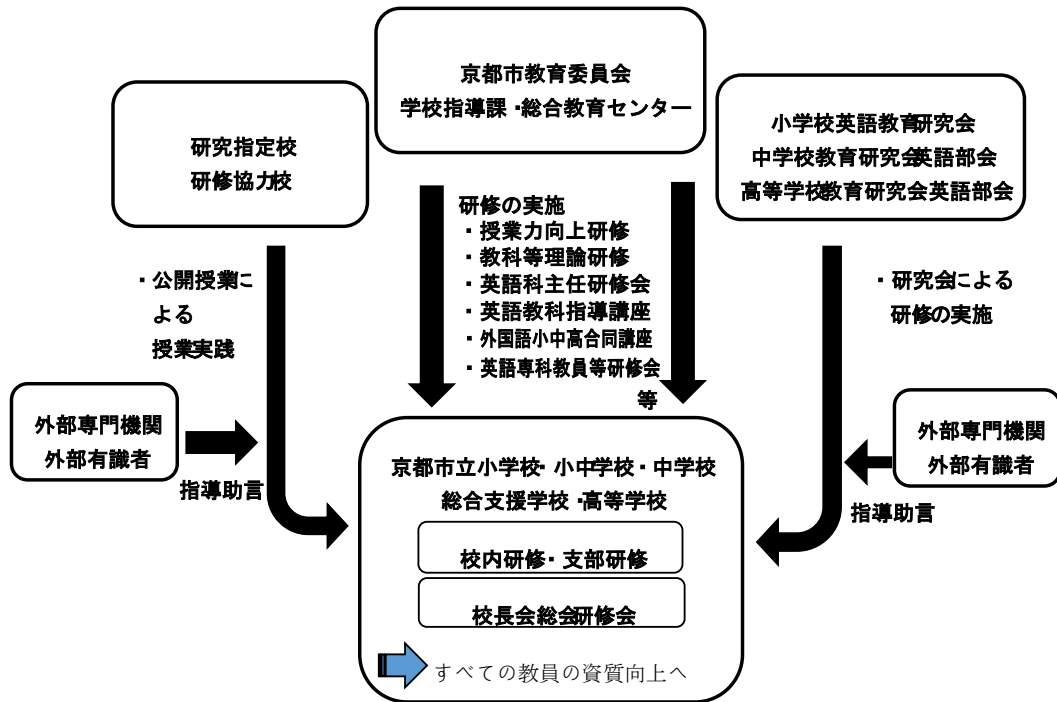 京都市教育委員会
学校指導課・総合教育センター
研究指定校
研修協力校
小学校英語教育研究会
中学校教育研究会英語部会
高等学校教育研究会英語部会
研修の実施
・授業力向上研修
・教科等理論研修
・英語科主任研修会
・英語教科指導講座
・外国語小中高合同講座
・英語専科教員等研修会
等
・公開授業に
よる
授業実践
・研究会による
研修の実施
外部専門機関
外部有識者
指導助言
外部専門機関
外部有識者
指導助言
京都市立小学校・小中学校・中学校
総合支援学校・高等学校
校内研修・支部研修
校長会総会研修会
すべての教員の資質向上へ